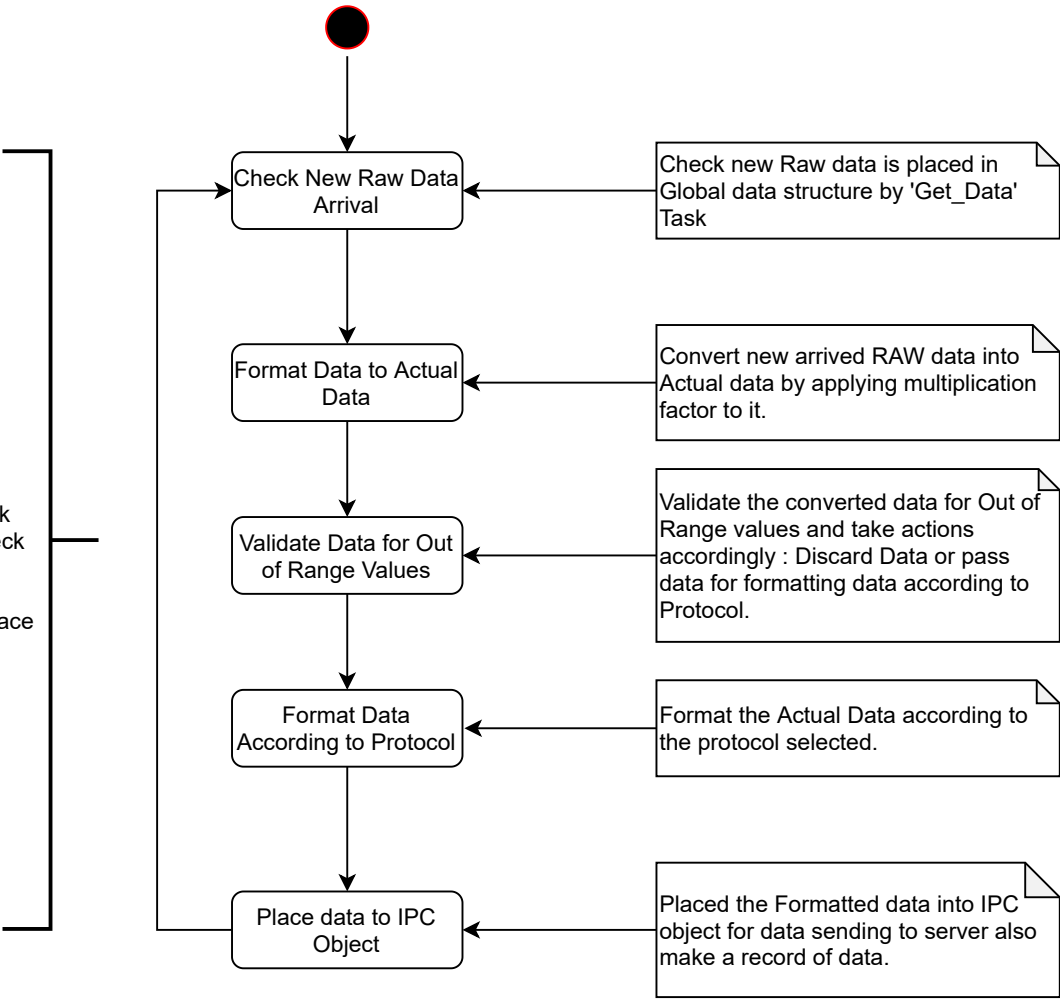 Check New Raw Data
Arrival
Check new Raw data is placed in
Global data structure by 'Get_Data'
Task
Format Data to Actual
Data
Convert new arrived RAW data into
Actual data by applying multiplication
factor to it.
Validate Data for Out
of Range Values
Validate the converted data for Out of
Range values and take actions
accordingly : Discard Data or pass
data for formatting data according to
Protocol.
Format Data
According to Protocol
Format the Actual Data according to
the protocol selected.
Place data to IPC
Object
Placed the Formatted data into IPC
object for data sending to server also
make a record of data.